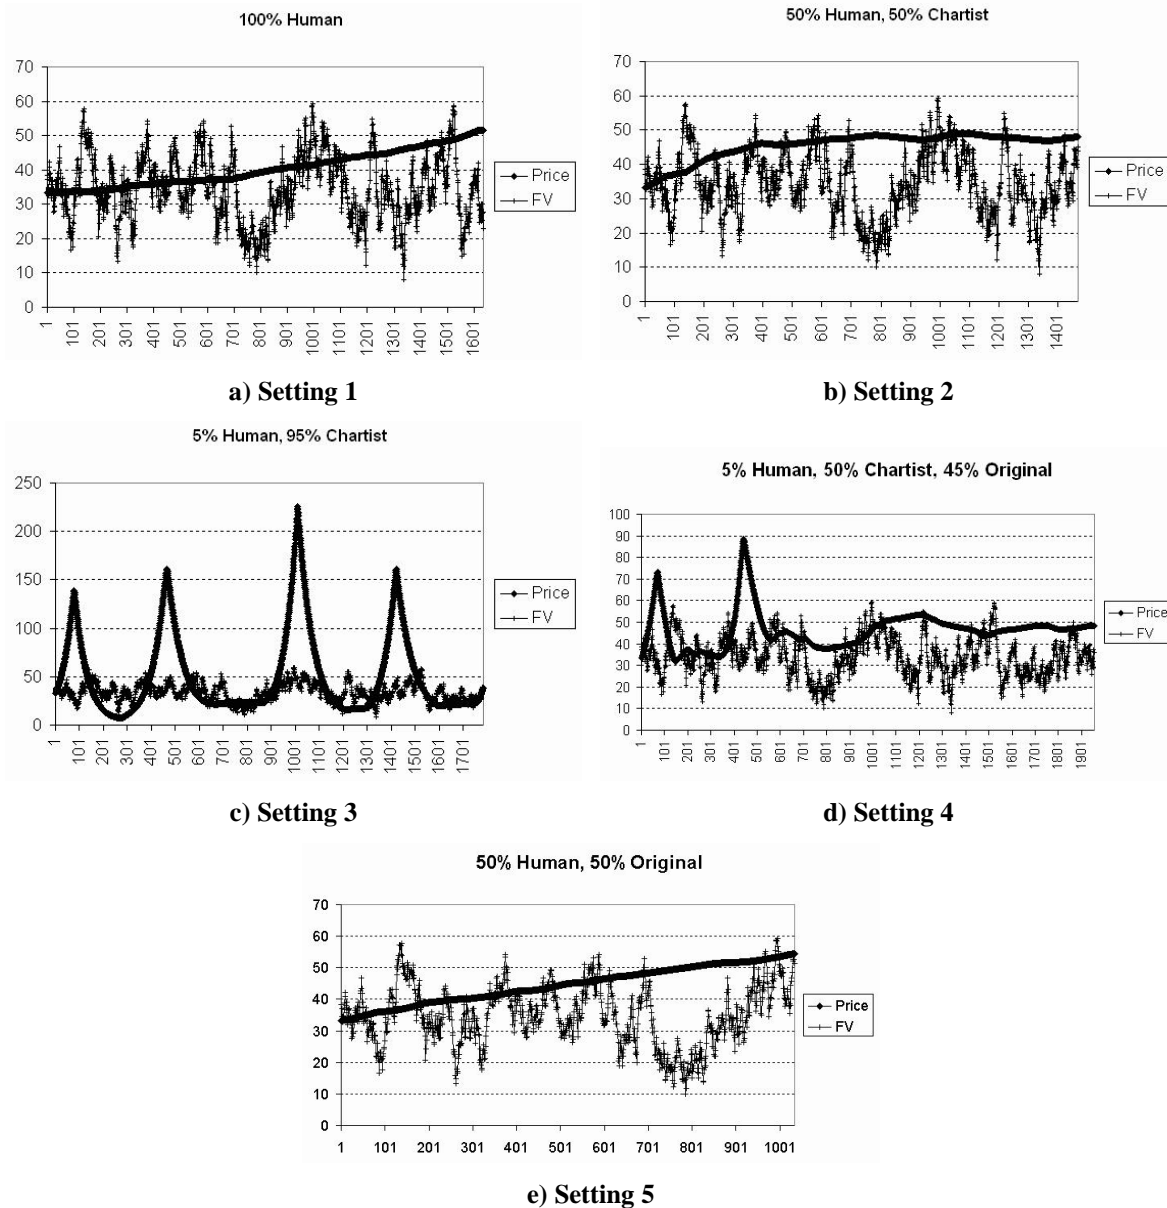 100% Human
70
60
50
40
30
20
10
0
1 101 201 301 401 501 601 701 801 901 1001 1101 1201 1301 1401 1501 1601
Price
FV
a) Setting 1
50% Human, 50% Chartist
70
60
50
40
30
20
10
0
1 101 201 301 401 501 601 701 801 901 1001 1101 1201 1301 1401
Price
FV
b) Setting 2
5% Human, 95% Chartist
250
200
150
100
50
0
1 101 201 301 401 501 601 701 801 901 1001 1101 1201 1301 1401 1501 1601 1701
Price
FV
c) Setting 3
5% Human, 50% Chartist, 45% Original
100
90
80
70
60
50
40
30
20
10
0
1 101 201 301 401 501 601 701 801 901 1001 1101 1201 1301 1401 1501 1601 1701 1801 1901
Price
FV
d) Setting 4
50% Human, 50% Original
70
60
50
40
30
20
10
0
1 101 201 301 401 501 601 701 801 901 1001
Price
FV
e) Setting 5